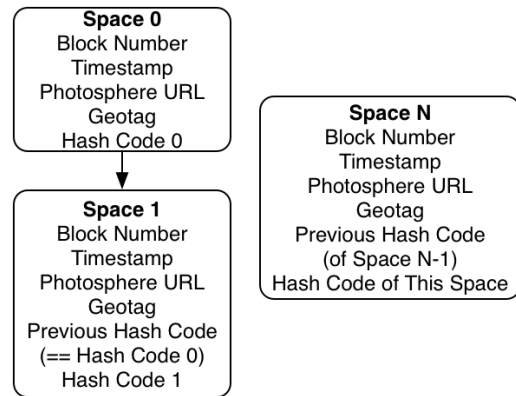 Space 0
Block Number
Timestamp
Photosphere URL
Geotag
Hash Code 0
Space 1
Block Number
Timestamp
Photosphere URL
Geotag
Previous Hash Code
(== Hash Code 0)
Hash Code 1
Space N
Block Number
Timestamp
Photosphere URL
Geotag
Previous Hash Code
(of Space N-1)
Hash Code of This Space